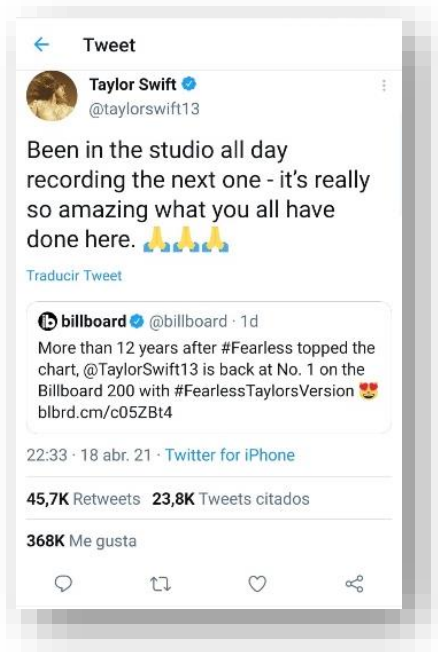 Tweet
Taylor Swift
@taylorswift13
Been in the studio all day
recording the next one - it's really
so amazing what you all have
done here. 🙏🙏🙏
Traducir Tweet
billboard @billboard · 1d
More than 12 years after #Fearless topped the
chart, @TaylorSwift13 is back at No. 1 on the
Billboard 200 with #FearlessTaylorsVersion 😍
blbrd.cm/c05ZBt4
22:33 · 18 abr. 21 · Twitter for iPhone
45,7K Retweets 23,8K Tweets citados
368K Me gusta